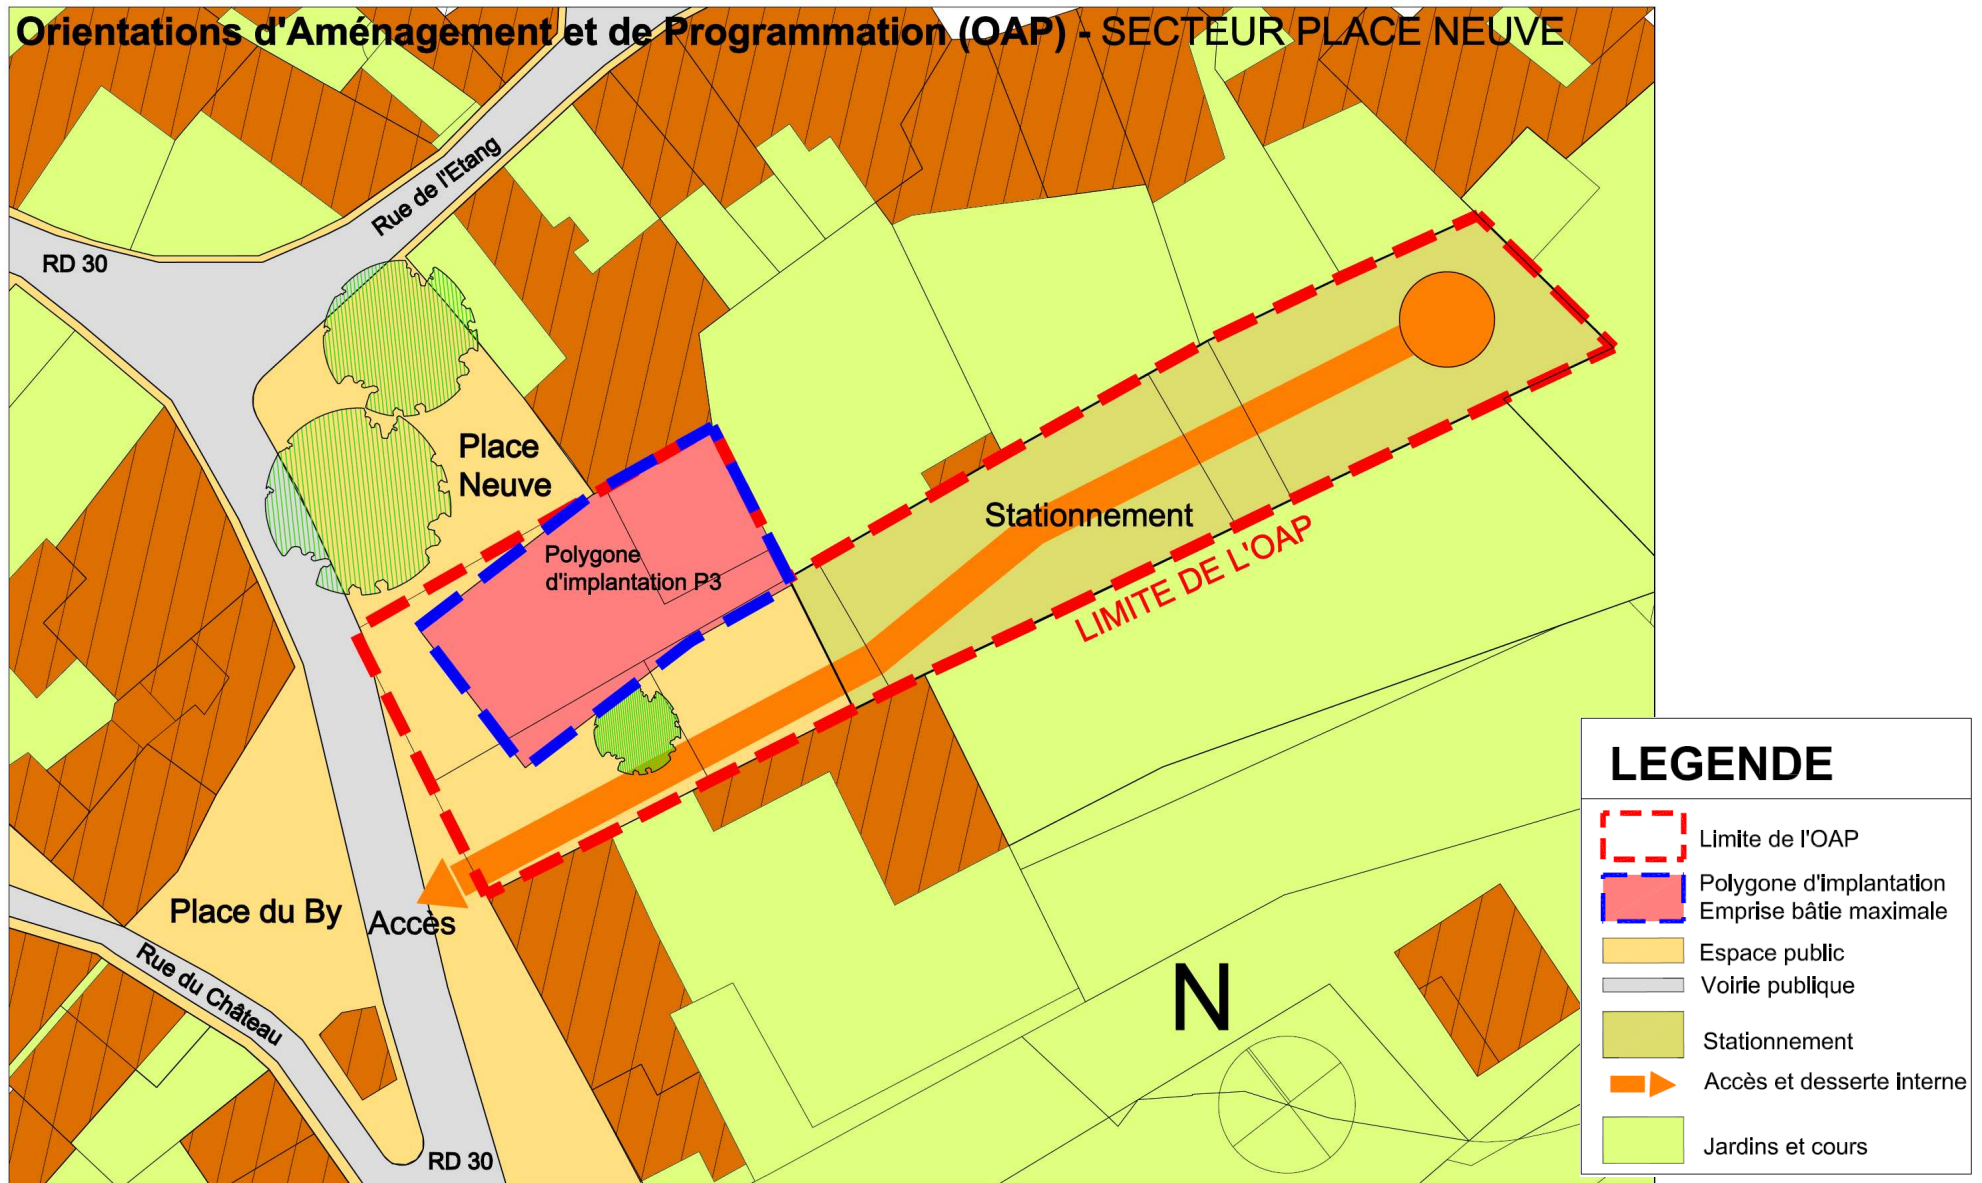 Orientations d'Aménagement et de Programmation (OAP) - SECTEUR PLACE NEUVE
Rue de l'Etang
RD 30
Place
Neuve
Polygone
d'implantation P3
Stationnement
LIMITE DE L'OAP
Place du By
Accès
Rue du Château
RD 30
N
LEGENDE
Limite de l'OAP
Polygone d'implantation
Emprise bâtie maximale
Espace public
Voirie publique
Stationnement
Accès et desserte interne
Jardins et cours